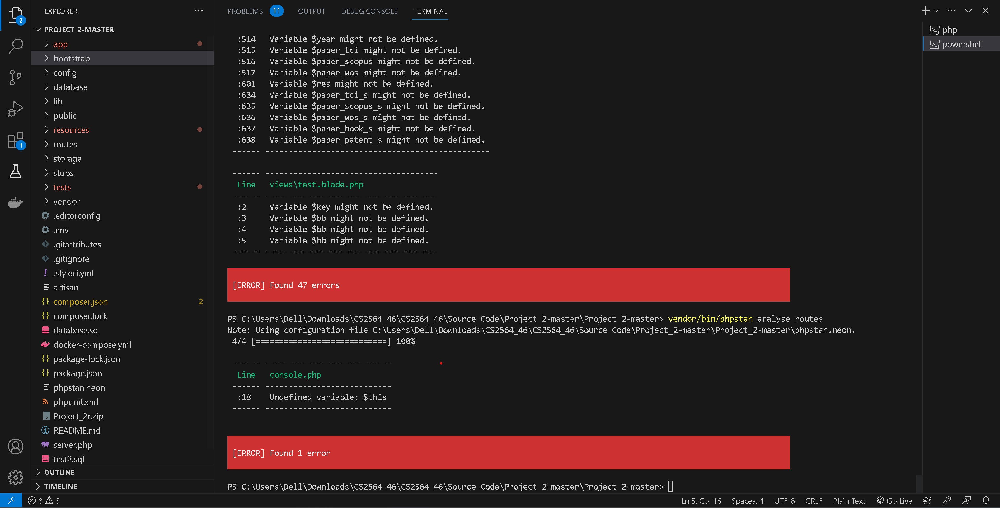 EXPLORER
PROJECT_2-MASTER
app
bootstrap
config
database
lib
public
resources
routes
storage
stubs
tests
vendor
.editorconfig
.env
.gitattributes
.gitignore
.styleci.yml
artisan
composer.json 2
composer.lock
database.sql
docker-compose.yml
package-lock.json
package.json
phpstan.neon
phpunit.xml
Project_2r.zip
README.md
server.php
test2.sql
OUTLINE
TIMELINE
2
1
PROBLEMS 11 OUTPUT DEBUG CONSOLE TERMINAL
:514 Variable $year might not be defined.
:515 Variable $paper_tci might not be defined.
:516 Variable $paper_scopus might not be defined.
:517 Variable $paper_wos might not be defined.
:601 Variable $res might not be defined.
:634 Variable $paper_tci_s might not be defined.
:635 Variable $paper_scopus_s might not be defined.
:636 Variable $paper_wos_s might not be defined.
:637 Variable $paper_book_s might not be defined.
:638 Variable $paper_patent_s might not be defined.
------ ------------------------------------------------
------ -------------------------------------
Line views\test.blade.php
------ -------------------------------------
:2 Variable $key might not be defined.
:3 Variable $bb might not be defined.
:4 Variable $bb might not be defined.
:5 Variable $bb might not be defined.
------ -------------------------------------
[ERROR] Found 47 errors
PS C:\Users\Dell\Downloads\CS2564_46\CS2564_46\Source Code\Project_2-master\Project_2-master> vendor/bin/phpstan analyse routes
Note: Using configuration file C:\Users\Dell\Downloads\CS2564_46\CS2564_46\Source Code\Project_2-master\Project_2-master\phpstan.neon.
4/4 [============================] 100%
------ ---------------------------
Line console.php
------ ---------------------------
:18 Undefined variable: $this
------ ---------------------------
[ERROR] Found 1 error
PS C:\Users\Dell\Downloads\CS2564_46\CS2564_46\Source Code\Project_2-master\Project_2-master>
php
powershell
8 3
Ln 5, Col 16 Spaces: 4 UTF-8 CRLF Plain Text Go Live